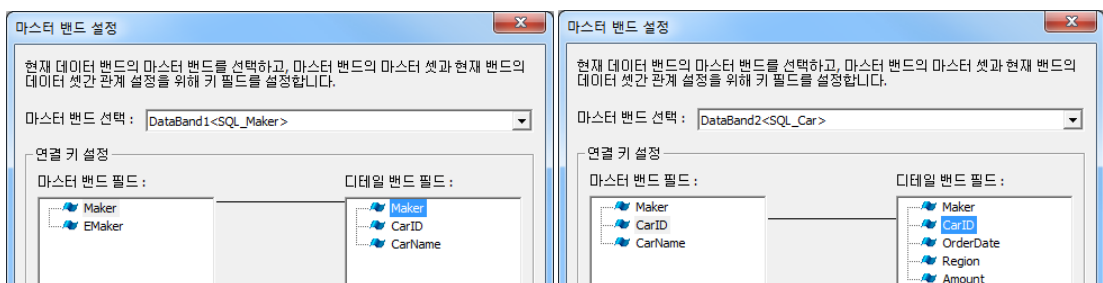 마스터 밴드 설정
현재 데이터 밴드의 마스터 밴드를 선택하고, 마스터 밴드의 마스터 셋과 현재 밴드의
데이터 셋간 관계 설정을 위해 키 필드를 설정합니다.
마스터 밴드 선택 : DataBand1<SQL_Maker>
연결 키 설정
마스터 밴드 필드 : 디테일 밴드 필드 :
Maker Maker
EMaker CarID
CarName
마스터 밴드 설정
현재 데이터 밴드의 마스터 밴드를 선택하고, 마스터 밴드의 마스터 셋과 현재 밴드의
데이터 셋간 관계 설정을 위해 키 필드를 설정합니다.
마스터 밴드 선택 : DataBand2<SQL_Car>
연결 키 설정
마스터 밴드 필드 : 디테일 밴드 필드 :
Maker Maker
CarID CarID
CarName OrderDate
Region
Amount